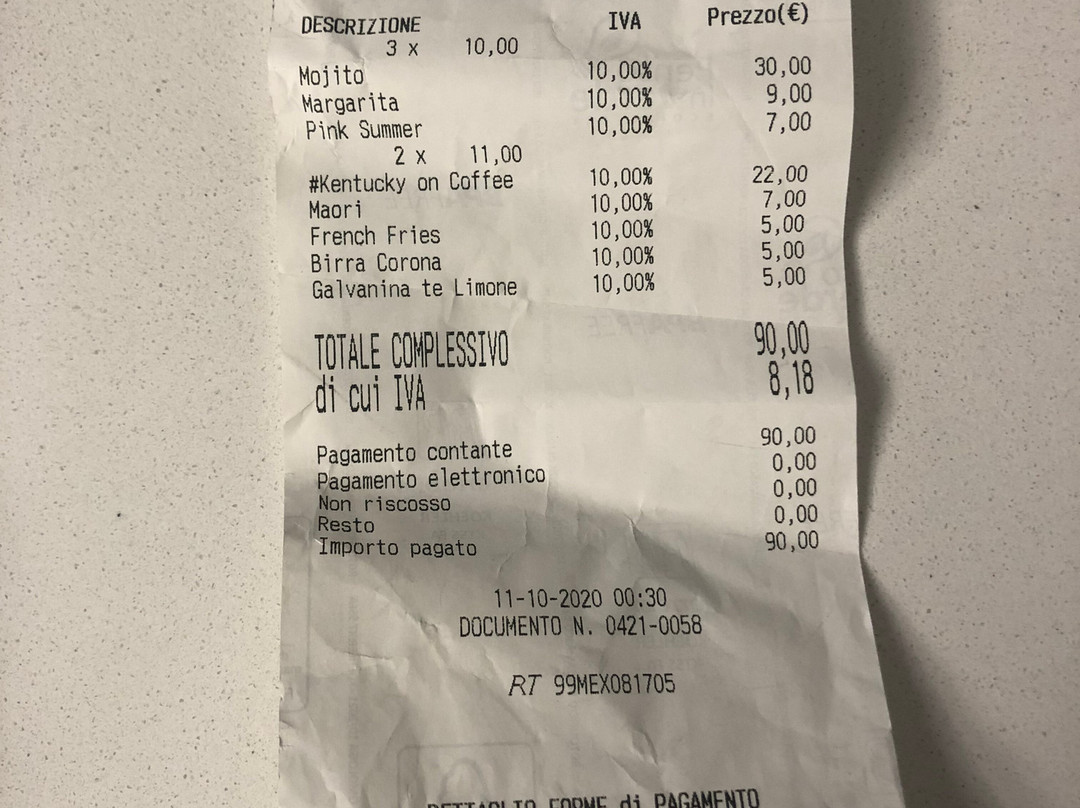 DESCRIZIONE IVA Prezzo(€)
3 x 10,00
Mojito 10,00% 30,00
Margarita 10,00% 9,00
Pink Summer 10,00% 7,00
2 x 11,00
#Kentucky on Coffee 10,00% 22,00
Maori 10,00% 7,00
French Fries 10,00% 5,00
Birra Corona 10,00% 5,00
Galvanina te Limone 10,00% 5,00
TOTALE COMPLESSIVO 90,00
di cui IVA 8,18
Pagamento contante 90,00
Pagamento elettronico 0,00
Non riscosso 0,00
Resto 0,00
Importo pagato 90,00
11-10-2020 00:30
DOCUMENTO N. 0421-0058
RT 99MEX081705
DETTAGLIO FORME di PAGAMENTO